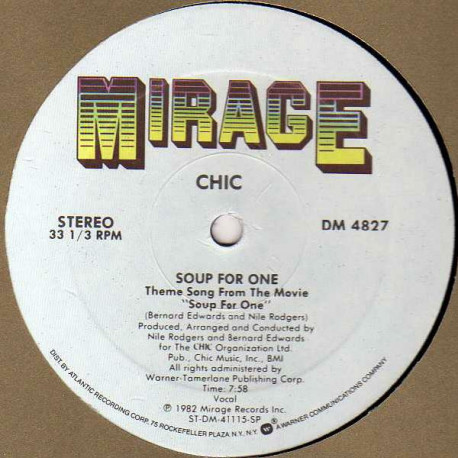 MIRAGE
CHIC
STEREO
33 1/3 RPM
DM 4827
SOUP FOR ONE
Theme Song From The Movie
"Soup For One"
(Bernard Edwards and Nile Rodgers)
Produced, Arranged and Conducted by
Nile Rodgers and Bernard Edwards
for The CHIC Organization Ltd.
Pub., Chic Music, Inc., BMI
All rights administered by
Warner-Tamerlane Publishing Corp.
Time: 7:58
Vocal
℗ 1982 Mirage Records Inc.
ST-DM-41115-SP
DIST. BY ATLANTIC RECORDING CORP. 75 ROCKEFELLER PLAZA N.Y. N.Y. A WARNER COMMUNICATIONS COMPANY